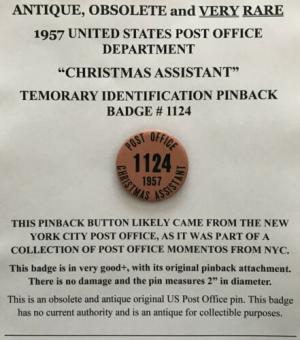 ANTIQUE, OBSOLETE and VERY RARE
1957 UNITED STATES POST OFFICE
DEPARTMENT
“CHRISTMAS ASSISTANT”
TEMORARY IDENTIFICATION PINBACK
BADGE # 1124
POST OFFICE
1124
1957
CHRISTMAS ASSISTANT
THIS PINBACK BUTTON LIKELY CAME FROM THE NEW
YORK CITY POST OFFICE, AS IT WAS PART OF A
COLLECTION OF POST OFFICE MOMENTOS FROM NYC.
This badge is in very good+, with its original pinback attachment.
There is no damage and the pin measures 2” in diameter.
This is an obsolete and antique original US Post Office pin. This badge
has no current authority and is an antique for collectible purposes.